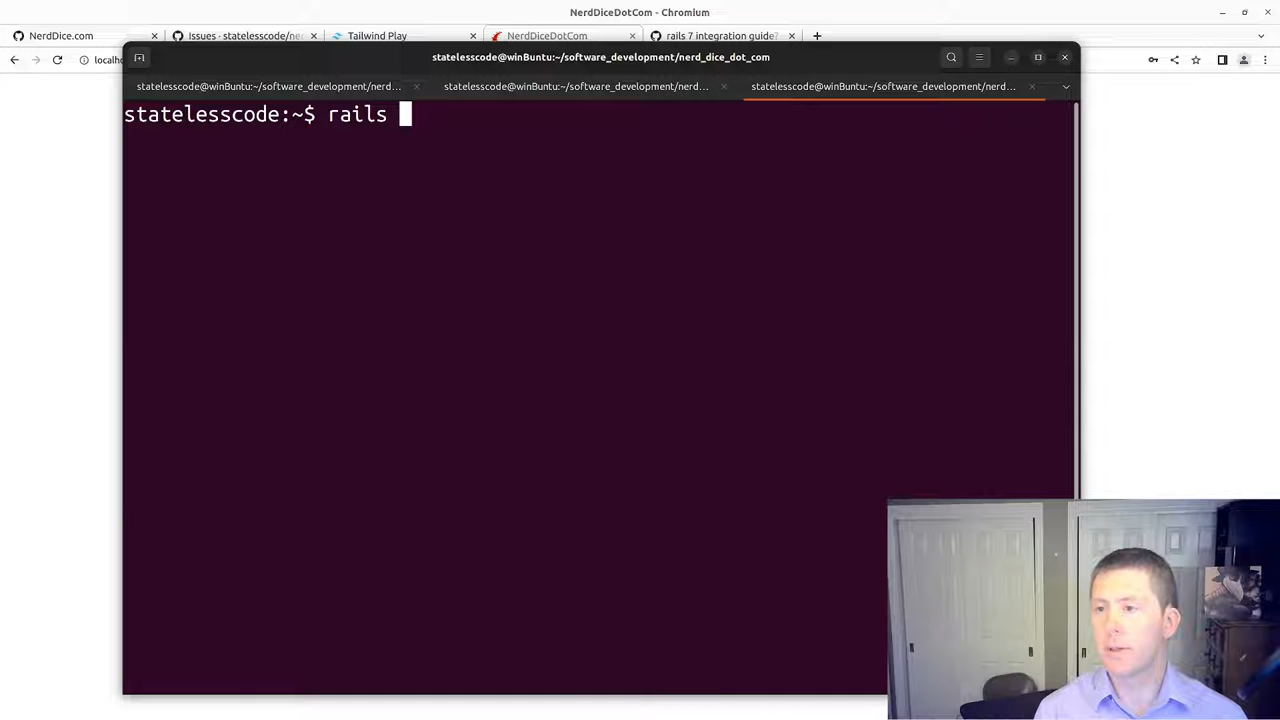 NerdDiceDotCom - Chromium
NerdDice.com
Issues · statelesscode/ne
Tailwind Play
NerdDiceDotCom
rails 7 integration guide?
localho
statelesscode@winBuntu:~/software_development/nerd_dice_dot_com
statelesscode@winBuntu:~/software_development/nerd...
statelesscode@winBuntu:~/software_development/nerd...
statelesscode@winBuntu:~/software_development/nerd...
statelesscode:~$ rails